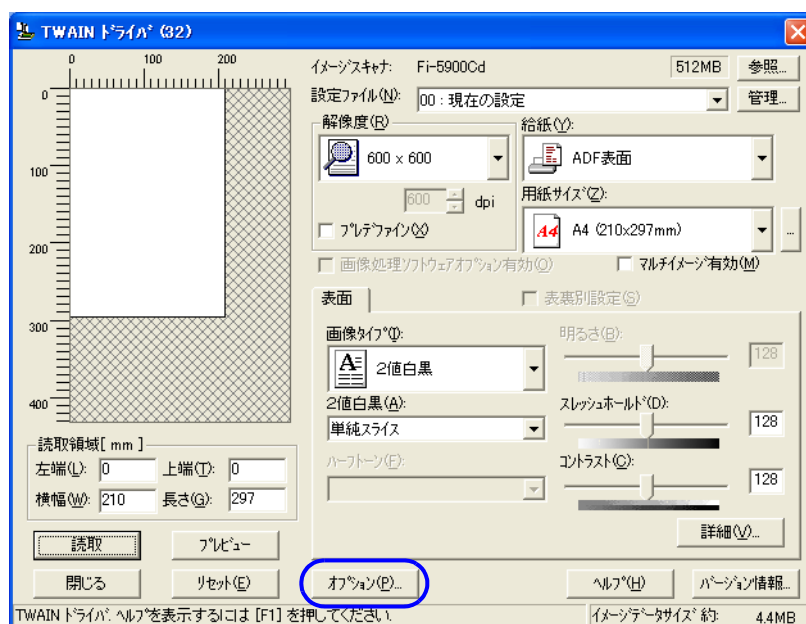 TWAIN ﾄﾞﾗｲﾊﾞ (32)
0 100 200
0
100
200
300
400
ｲﾒｰｼﾞｽｷｬﾅ: Fi-5900Cd 512MB 参照...
設定ﾌｧｲﾙ(N): 00 : 現在の設定 管理...
解像度(R)
600 × 600
600 dpi
ﾌﾟﾚﾃﾞﾌｧｲﾝ(X)
給紙(Y):
ADF表面
用紙ｻｲｽﾞ(Z):
A4 A4 (210x297mm) ...
画像処理ｿﾌﾄｳｪｱｵﾌﾟｼｮﾝ有効(O) ﾏﾙﾁｲﾒｰｼﾞ有効(M)
表面 表裏別設定(S)
画像ﾀｲﾌﾟ(I):
A 2値白黒
2値白黒(A):
単純ｽﾗｲｽ
ﾊｰﾌﾄｰﾝ(F):
明るさ(B):
128
ｽﾚｯｼｭﾎｰﾙﾄﾞ(D):
128
ｺﾝﾄﾗｽﾄ(C):
128
詳細(V)...
読取領域[ mm ]
左端(L): 0 上端(T): 0
横幅(W): 210 長さ(G): 297
読取 ﾌﾟﾚﾋﾞｭｰ
閉じる ﾘｾｯﾄ(E) ｵﾌﾟｼｮﾝ(P)... ﾍﾙﾌﾟ(H) ﾊﾞｰｼﾞｮﾝ情報...
TWAIN ﾄﾞﾗｲﾊﾞ. ﾍﾙﾌﾟを表示するには [F1] を押してください. ｲﾒｰｼﾞﾃﾞｰﾀｻｲｽﾞ約: 4.4MB